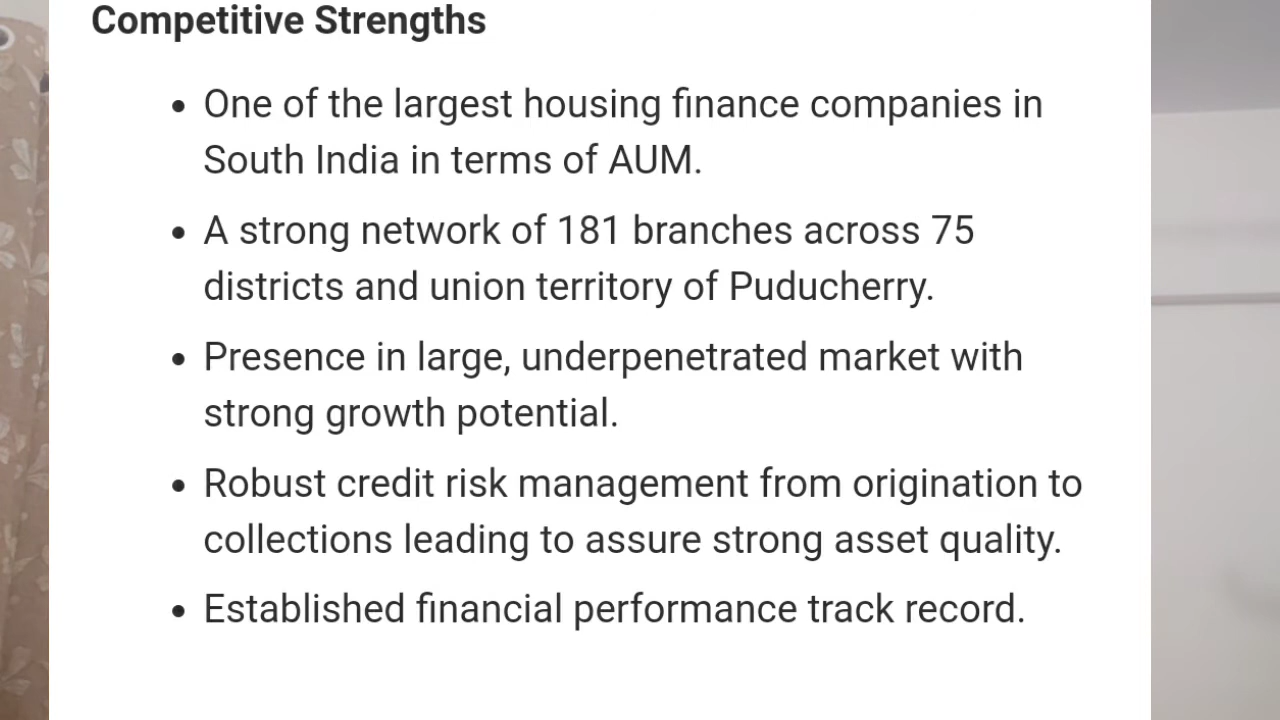 Competitive Strengths
• One of the largest housing finance companies in
South India in terms of AUM.
• A strong network of 181 branches across 75
districts and union territory of Puducherry.
• Presence in large, underpenetrated market with
strong growth potential.
• Robust credit risk management from origination to
collections leading to assure strong asset quality.
• Established financial performance track record.